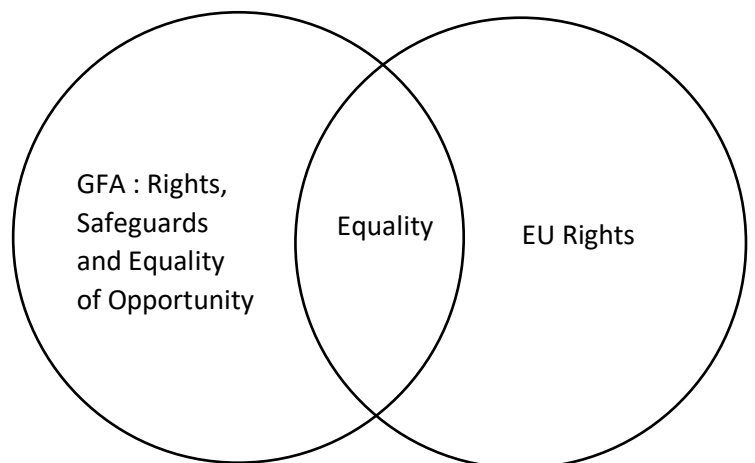 GFA : Rights,
Safeguards
and Equality
of Opportunity
Equality
EU Rights